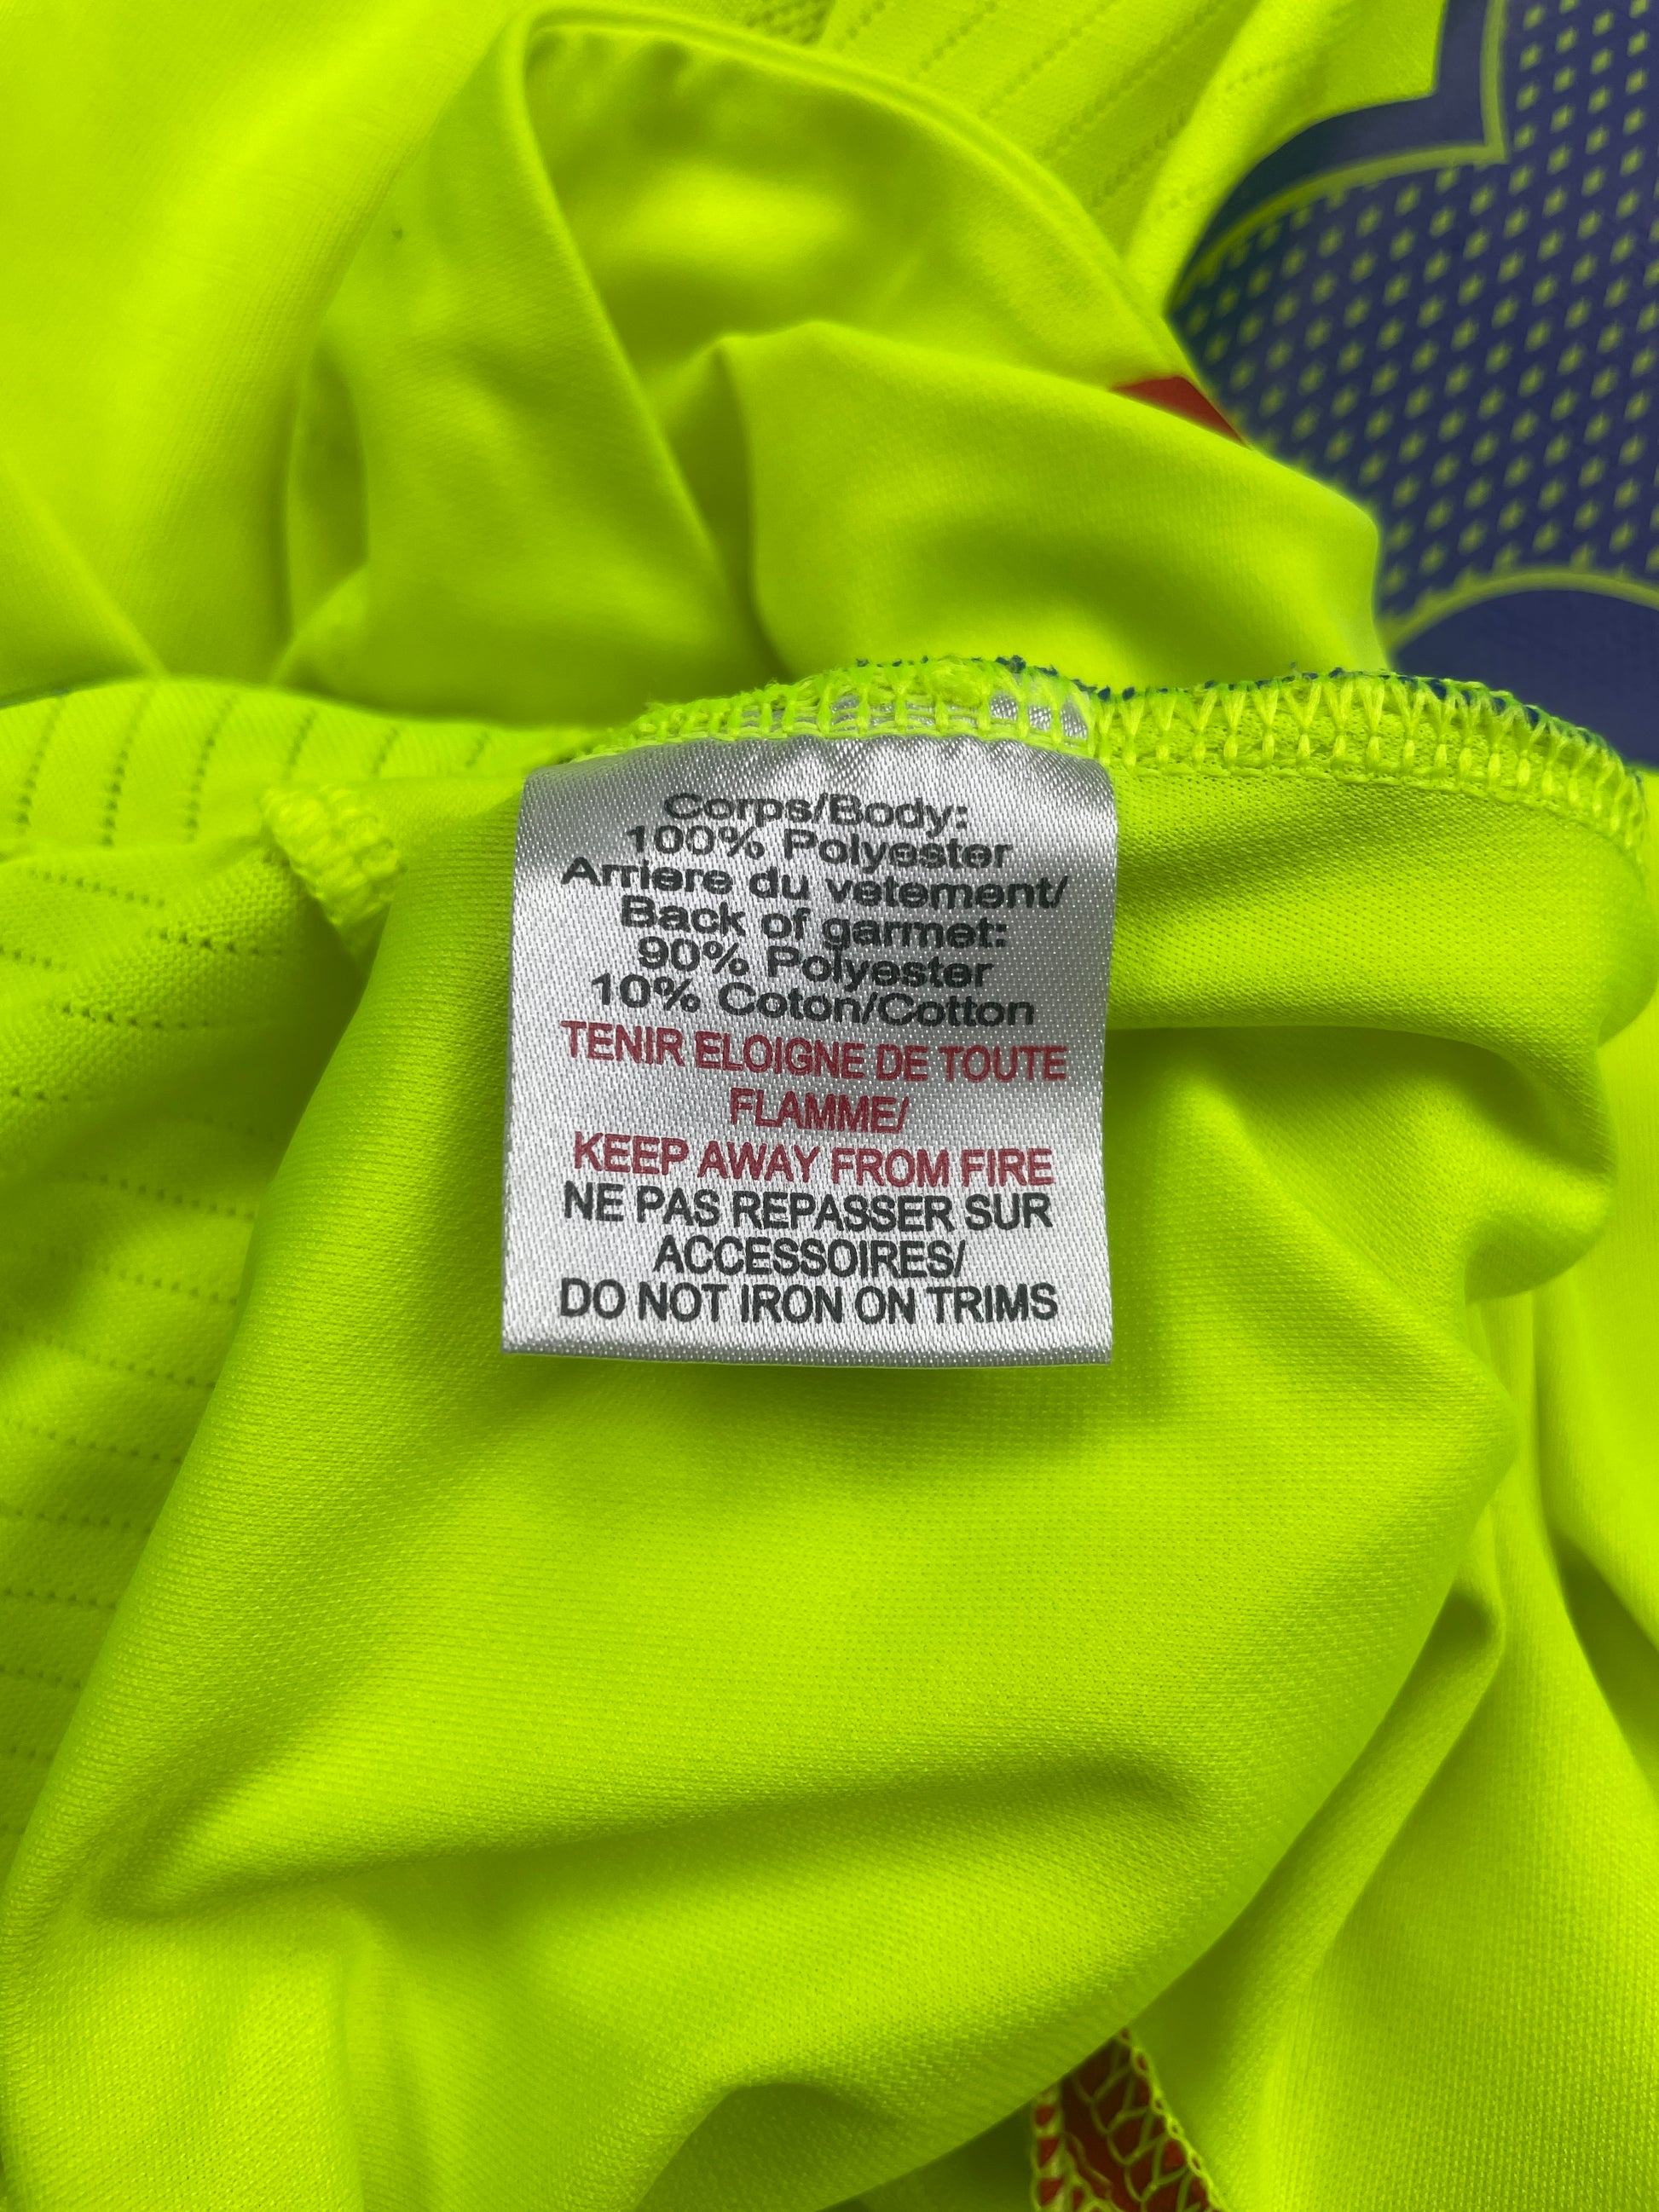 Corps/Body:
100% Polyester
Arriere du vetement/
Back of garmet:
90% Polyester
10% Coton/Cotton
TENIR ELOIGNE DE TOUTE
FLAMME/
KEEP AWAY FROM FIRE
NE PAS REPASSER SUR
ACCESSOIRES/
DO NOT IRON ON TRIMS